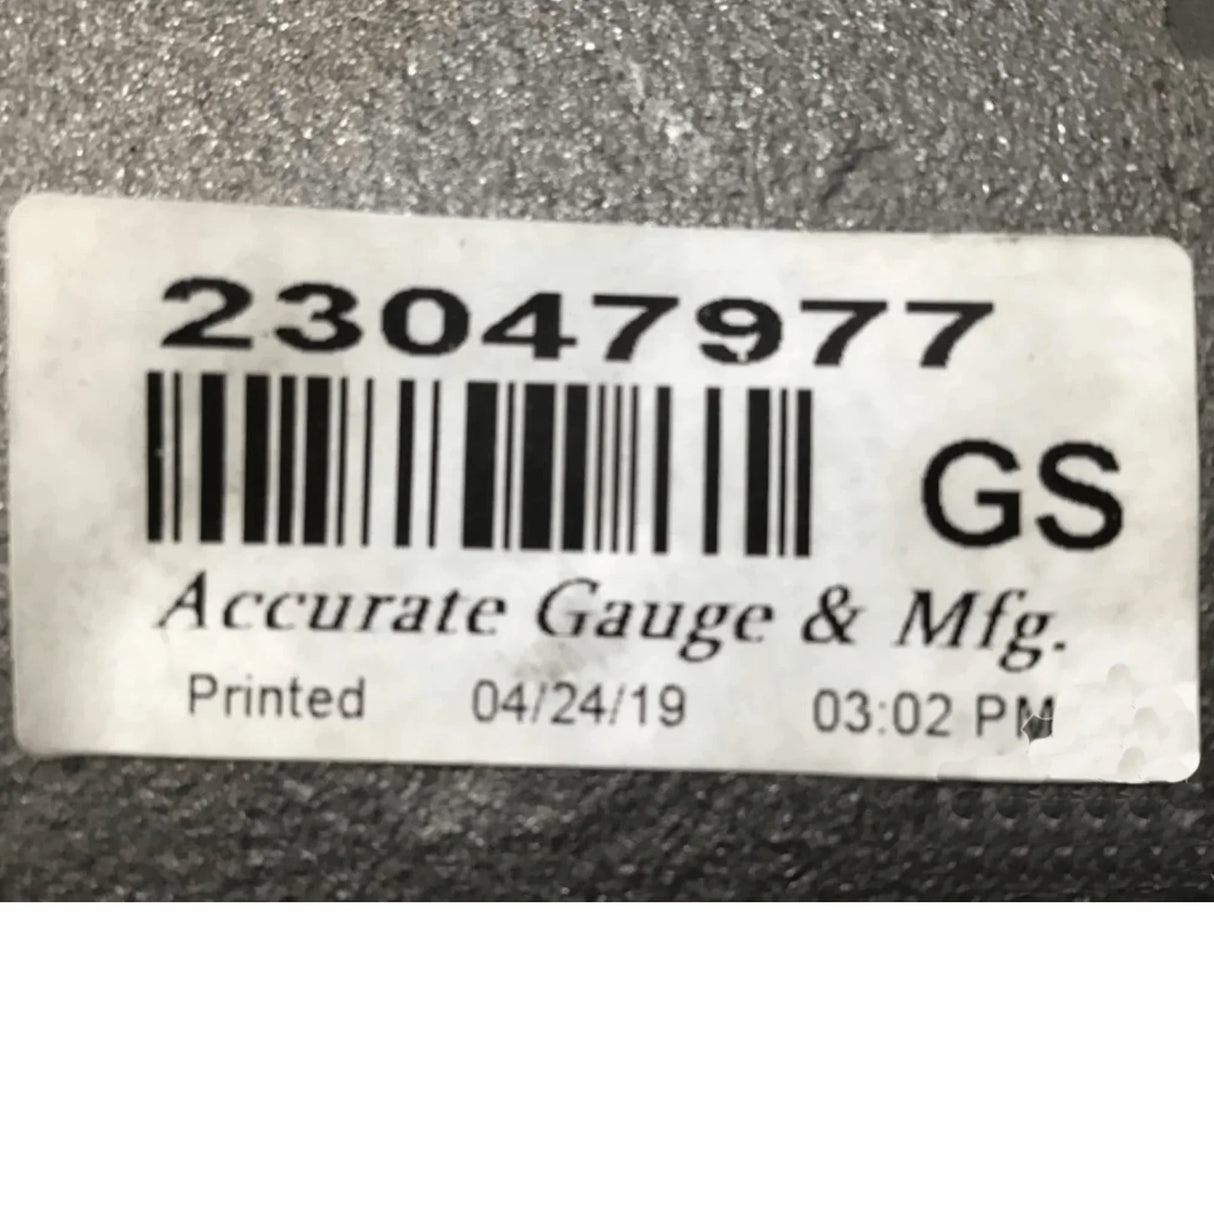 23047977
GS
Accurate Gauge & Mfg.
Printed 04/24/19 03:02 PM